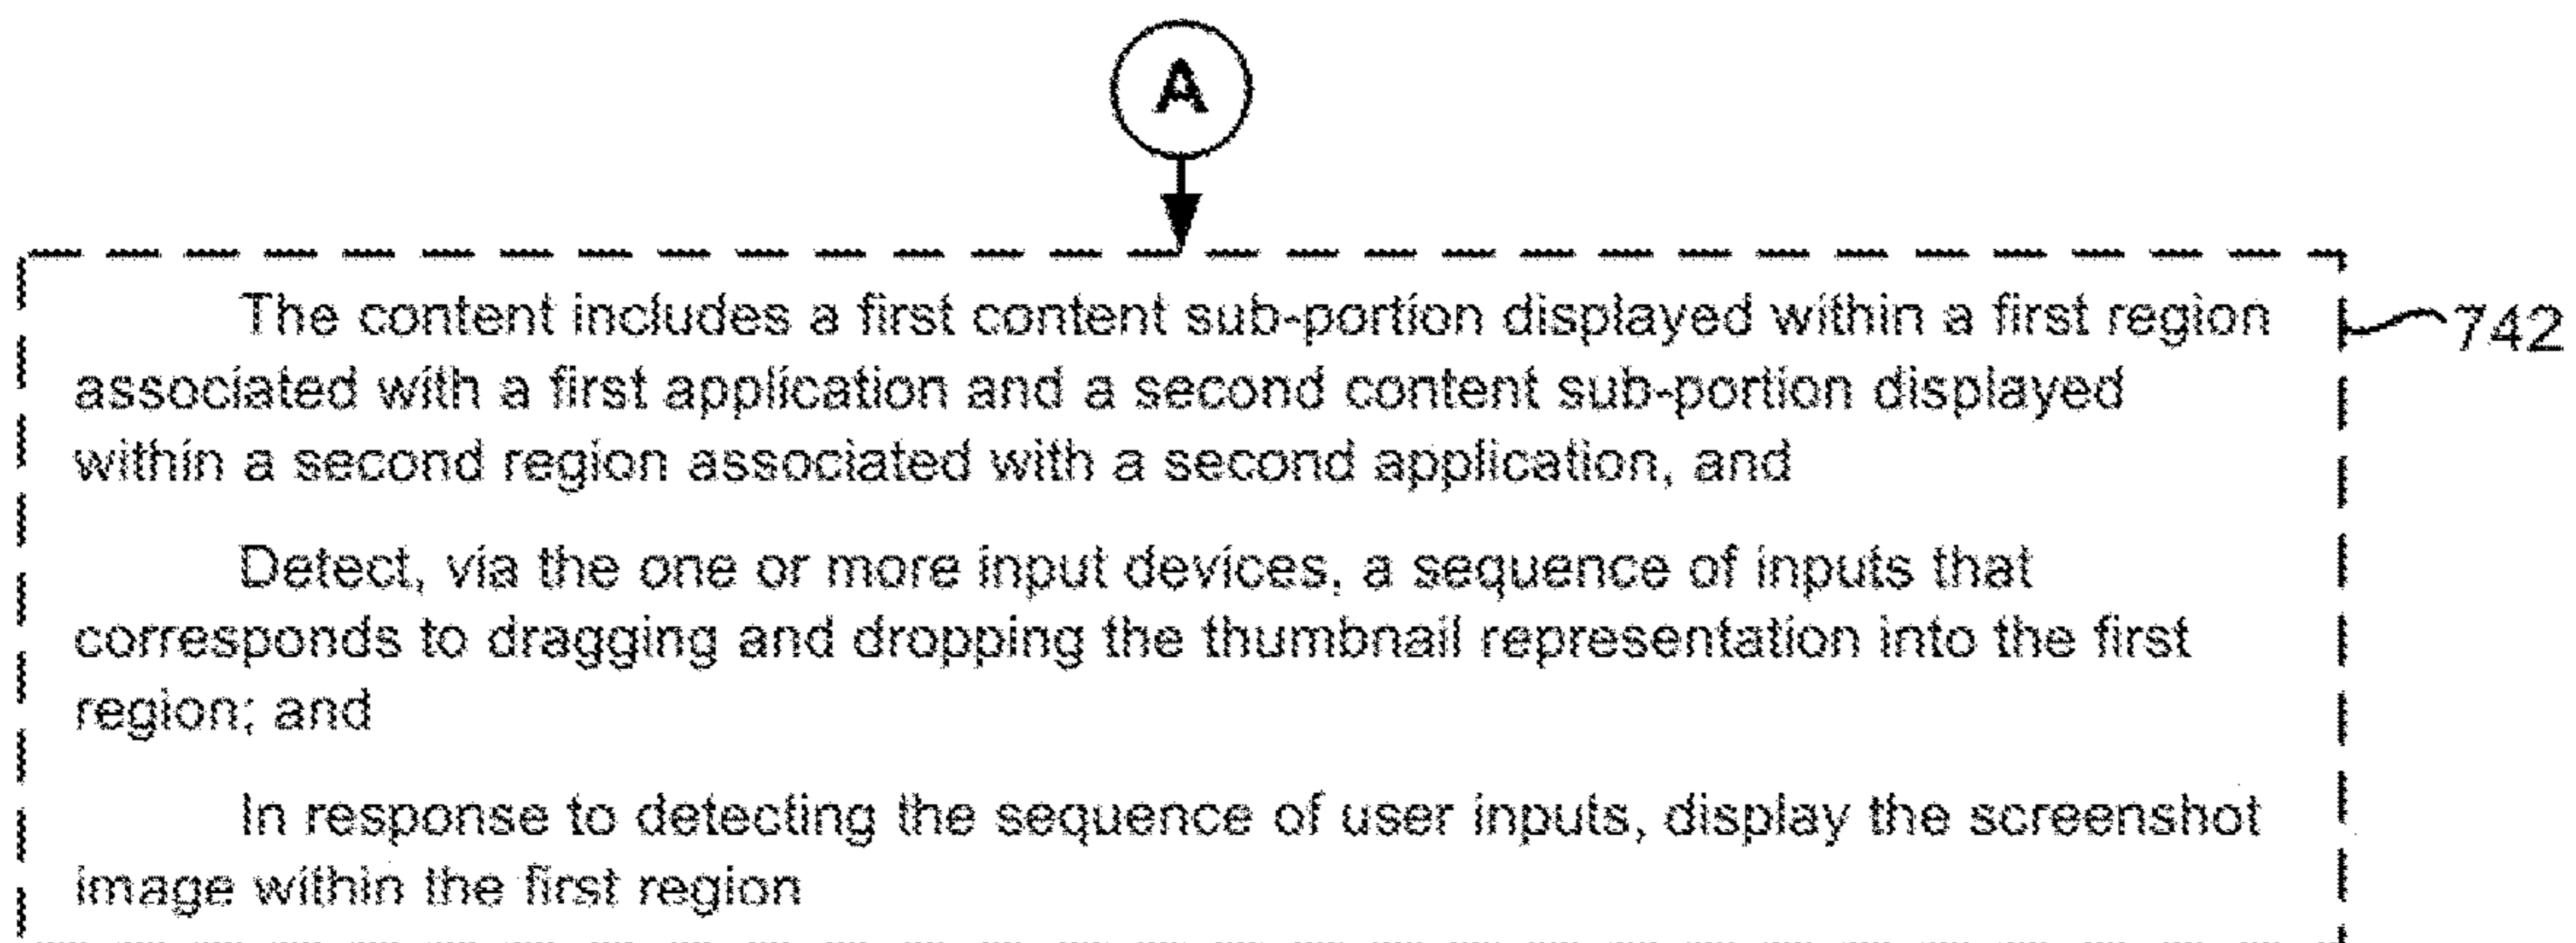 A
The content includes a first content sub-portion displayed within a first region
742
associated with a first application and a second content sub-portion displayed
within a second region associated with a second application, and
Detect, via the one or more input devices, a sequence of inputs that
corresponds to dragging and dropping the thumbnail representation into the first
region; and
In response to detecting the sequence of user inputs, display the screenshot
image within the first region